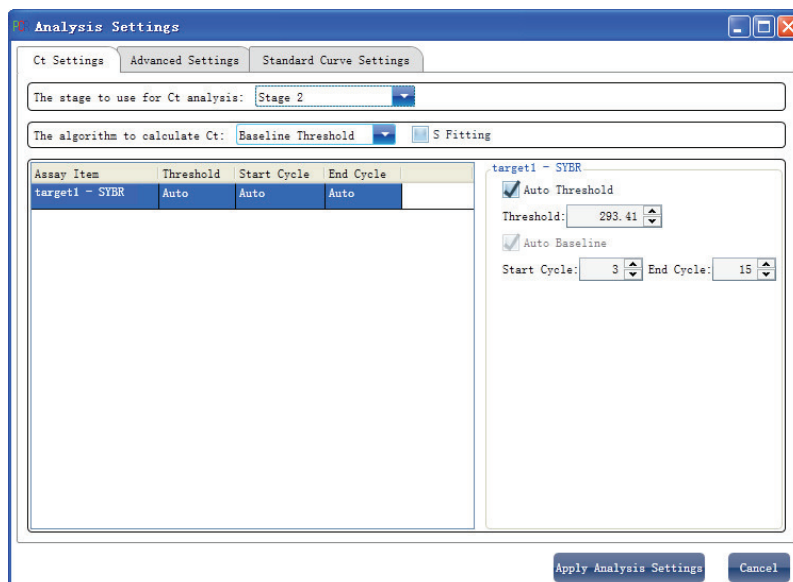 Analysis Settings
Ct Settings Advanced Settings Standard Curve Settings
The stage to use for Ct analysis: Stage 2
The algorithm to calculate Ct: Baseline Threshold S Fitting
Assay Item Threshold Start Cycle End Cycle
target1 - SYBR Auto Auto Auto
target1 - SYBR
Auto Threshold
Threshold: 293.41
Auto Baseline
Start Cycle: 3 End Cycle: 15
Apply Analysis Settings Cancel